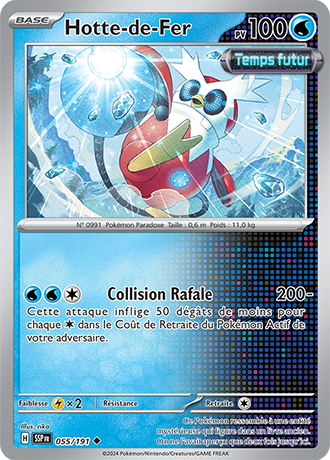 BASE Hotte-de-Fer PV 100
Temps futur
N° 0991 Pokémon Paradoxe Taille : 0,6 m Poids : 11,0 kg
Collision Rafale 200-
Cette attaque inflige 50 dégâts de moins pour
chaque dans le Coût de Retraite du Pokémon Actif de
votre adversaire.
Faiblesse ×2 Résistance Retraite
Illus. riko
H SSP FR 055/191
Ce Pokémon ressemble à une entité
mystérieuse qui figure dans un livre ancien.
On ne l'a aperçu que deux fois jusqu'ici.
©2024 Pokémon/Nintendo/Creatures/GAME FREAK